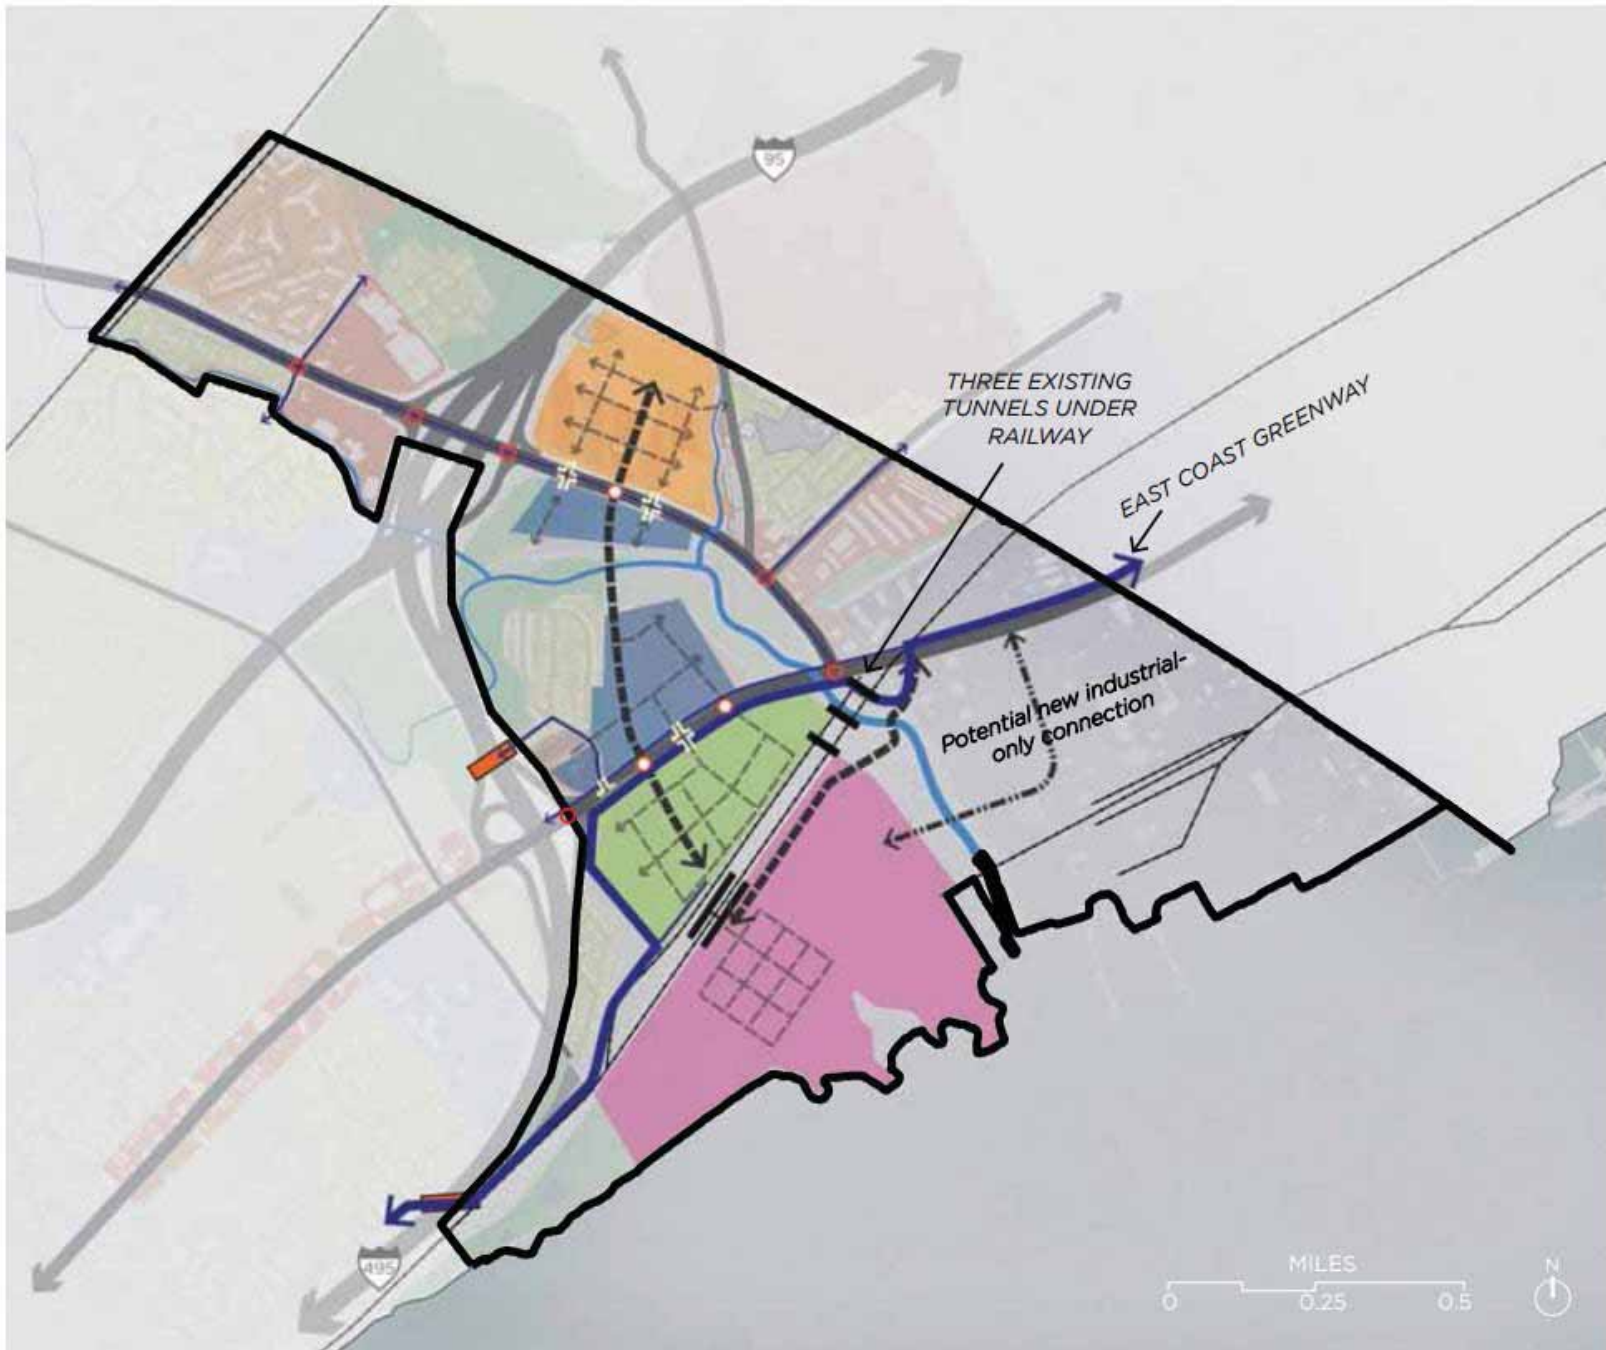 95
THREE EXISTING
TUNNELS UNDER
RAILWAY
EAST COAST GREENWAY
Potential new industrial-
only connection
495
MILES
0 0.25 0.5
N